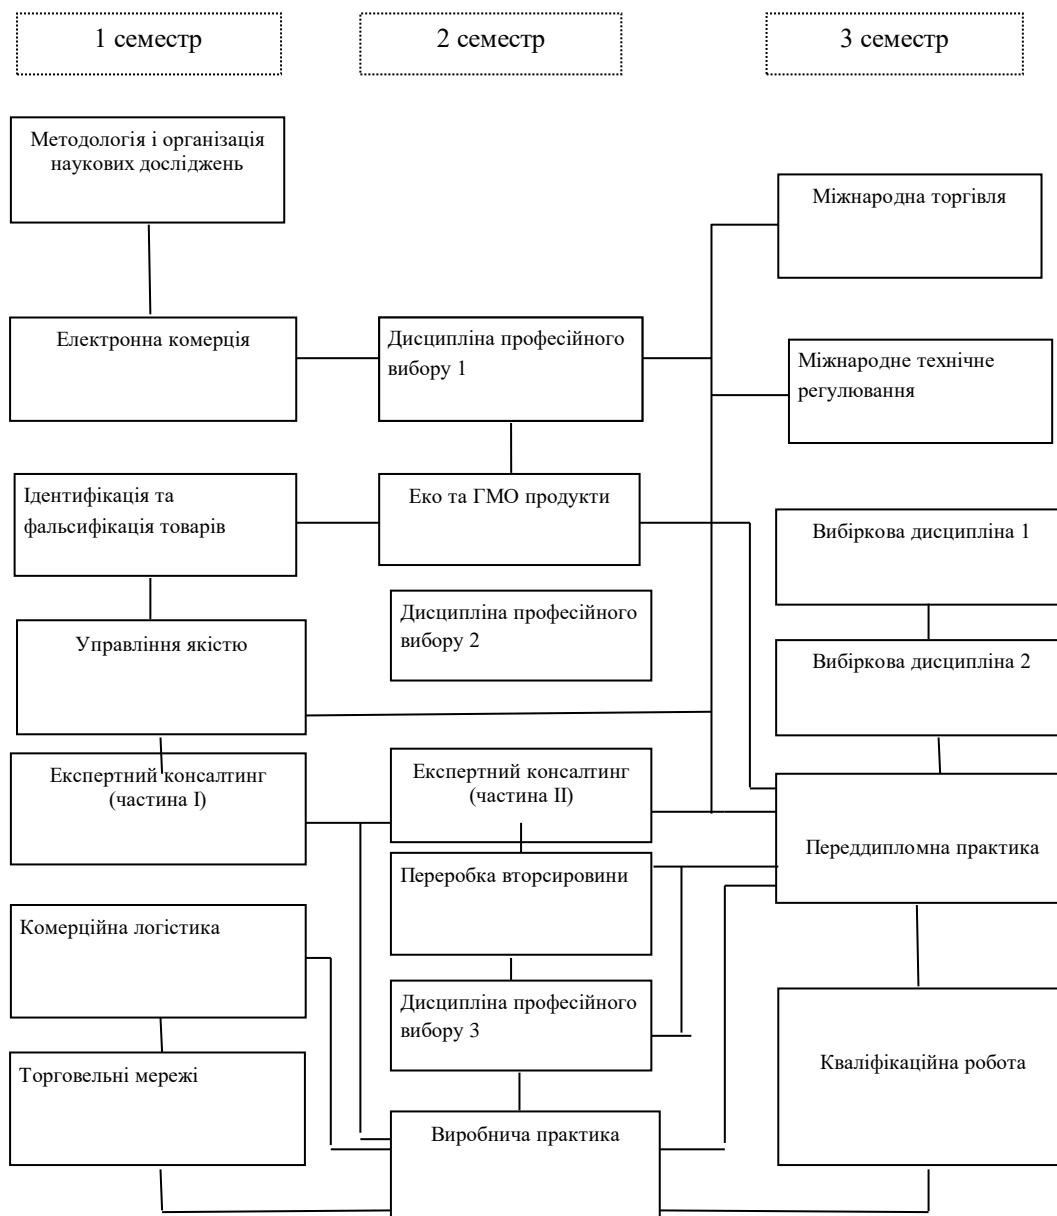 1 семестр
2 семестр
3 семестр
Методологія і організація
наукових досліджень
Електронна комерція
Ідентифікація та
фальсифікація товарів
Управління якістю
Експертний консалтинг
(частина І)
Комерційна логістика
Торговельні мережі
Дисципліна професійного
вибору 1
Еко та ГМО продукти
Дисципліна професійного
вибору 2
Експертний консалтинг
(частина ІІ)
Переробка вторсировини
Дисципліна професійного
вибору 3
Виробнича практика
Міжнародна торгівля
Міжнародне технічне
регулювання
Вибіркова дисципліна 1
Вибіркова дисципліна 2
Переддипломна практика
Кваліфікаційна робота